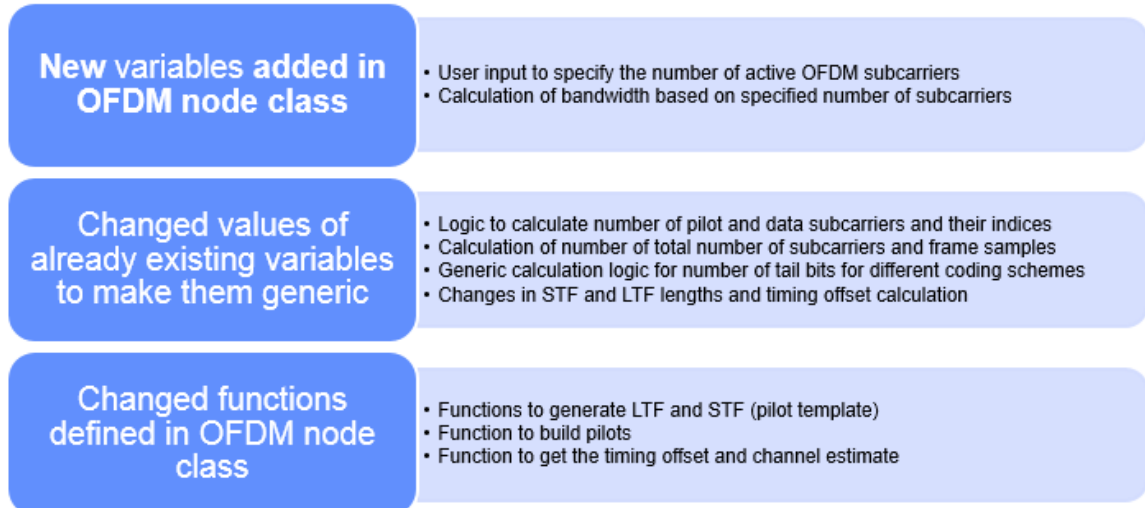 New variables added in
OFDM node class
• User input to specify the number of active OFDM subcarriers
• Calculation of bandwidth based on specified number of subcarriers
Changed values of
already existing variables
to make them generic
• Logic to calculate number of pilot and data subcarriers and their indices
• Calculation of number of total number of subcarriers and frame samples
• Generic calculation logic for number of tail bits for different coding schemes
• Changes in STF and LTF lengths and timing offset calculation
Changed functions
defined in OFDM node
class
• Functions to generate LTF and STF (pilot template)
• Function to build pilots
• Function to get the timing offset and channel estimate